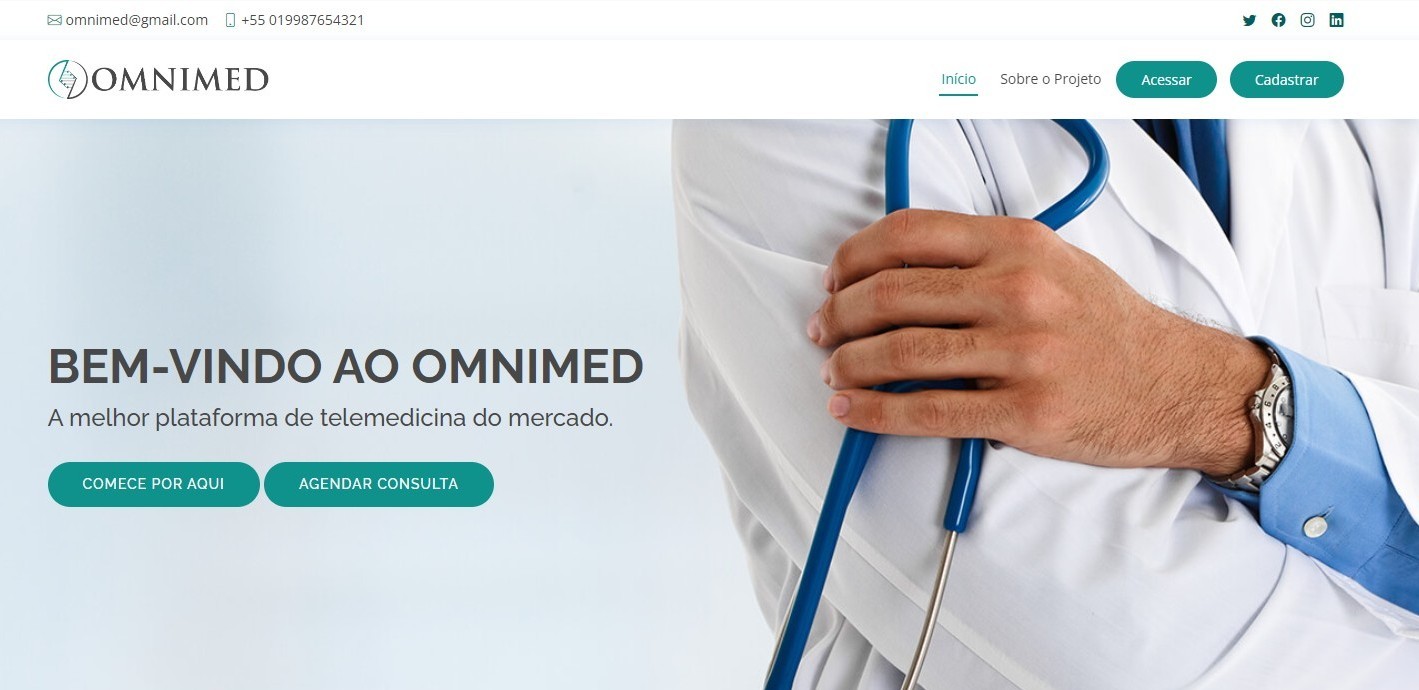 omnimed@gmail.com +55 019987654321
OMNIMED
Início Sobre o Projeto Acessar Cadastrar
BEM-VINDO AO OMNIMED
A melhor plataforma de telemedicina do mercado.
COMECE POR AQUI AGENDAR CONSULTA